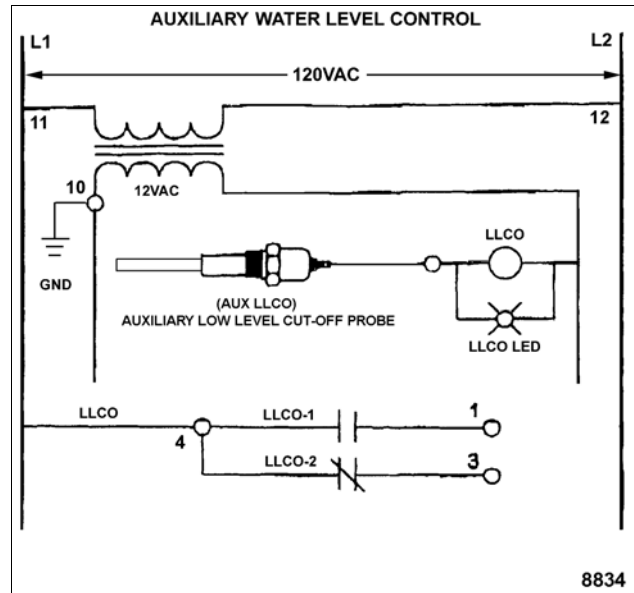 AUXILIARY WATER LEVEL CONTROL
L1
L2
120VAC
11
12
10
12VAC
GND
LLCO
(AUX LLCO)
AUXILIARY LOW LEVEL CUT-OFF PROBE
LLCO LED
LLCO
LLCO-1
1
4
LLCO-2
3
8834